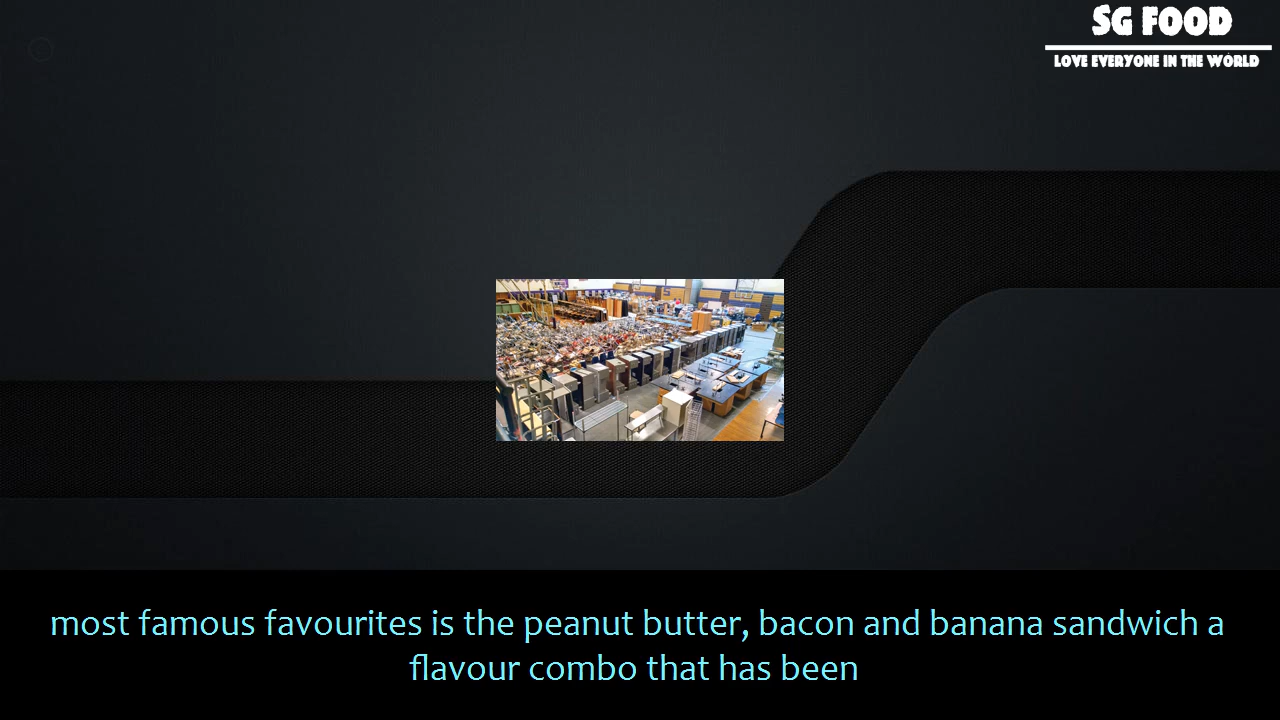 SG FOOD
LOVE EVERYONE IN THE WORLD
most famous favourites is the peanut butter, bacon and banana sandwich a
flavour combo that has been